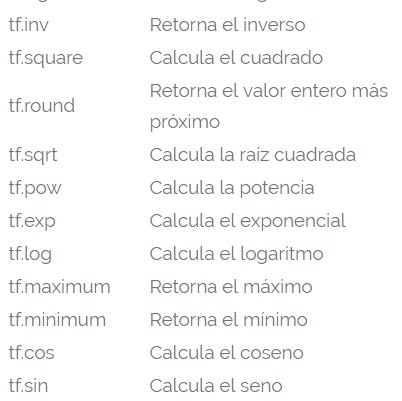 tf.inv Retorna el inverso
tf.square Calcula el cuadrado
tf.round Retorna el valor entero más
próximo
tf.sqrt Calcula la raíz cuadrada
tf.pow Calcula la potencia
tf.exp Calcula el exponencial
tf.log Calcula el logaritmo
tf.maximum Retorna el máximo
tf.minimum Retorna el mínimo
tf.cos Calcula el coseno
tf.sin Calcula el seno